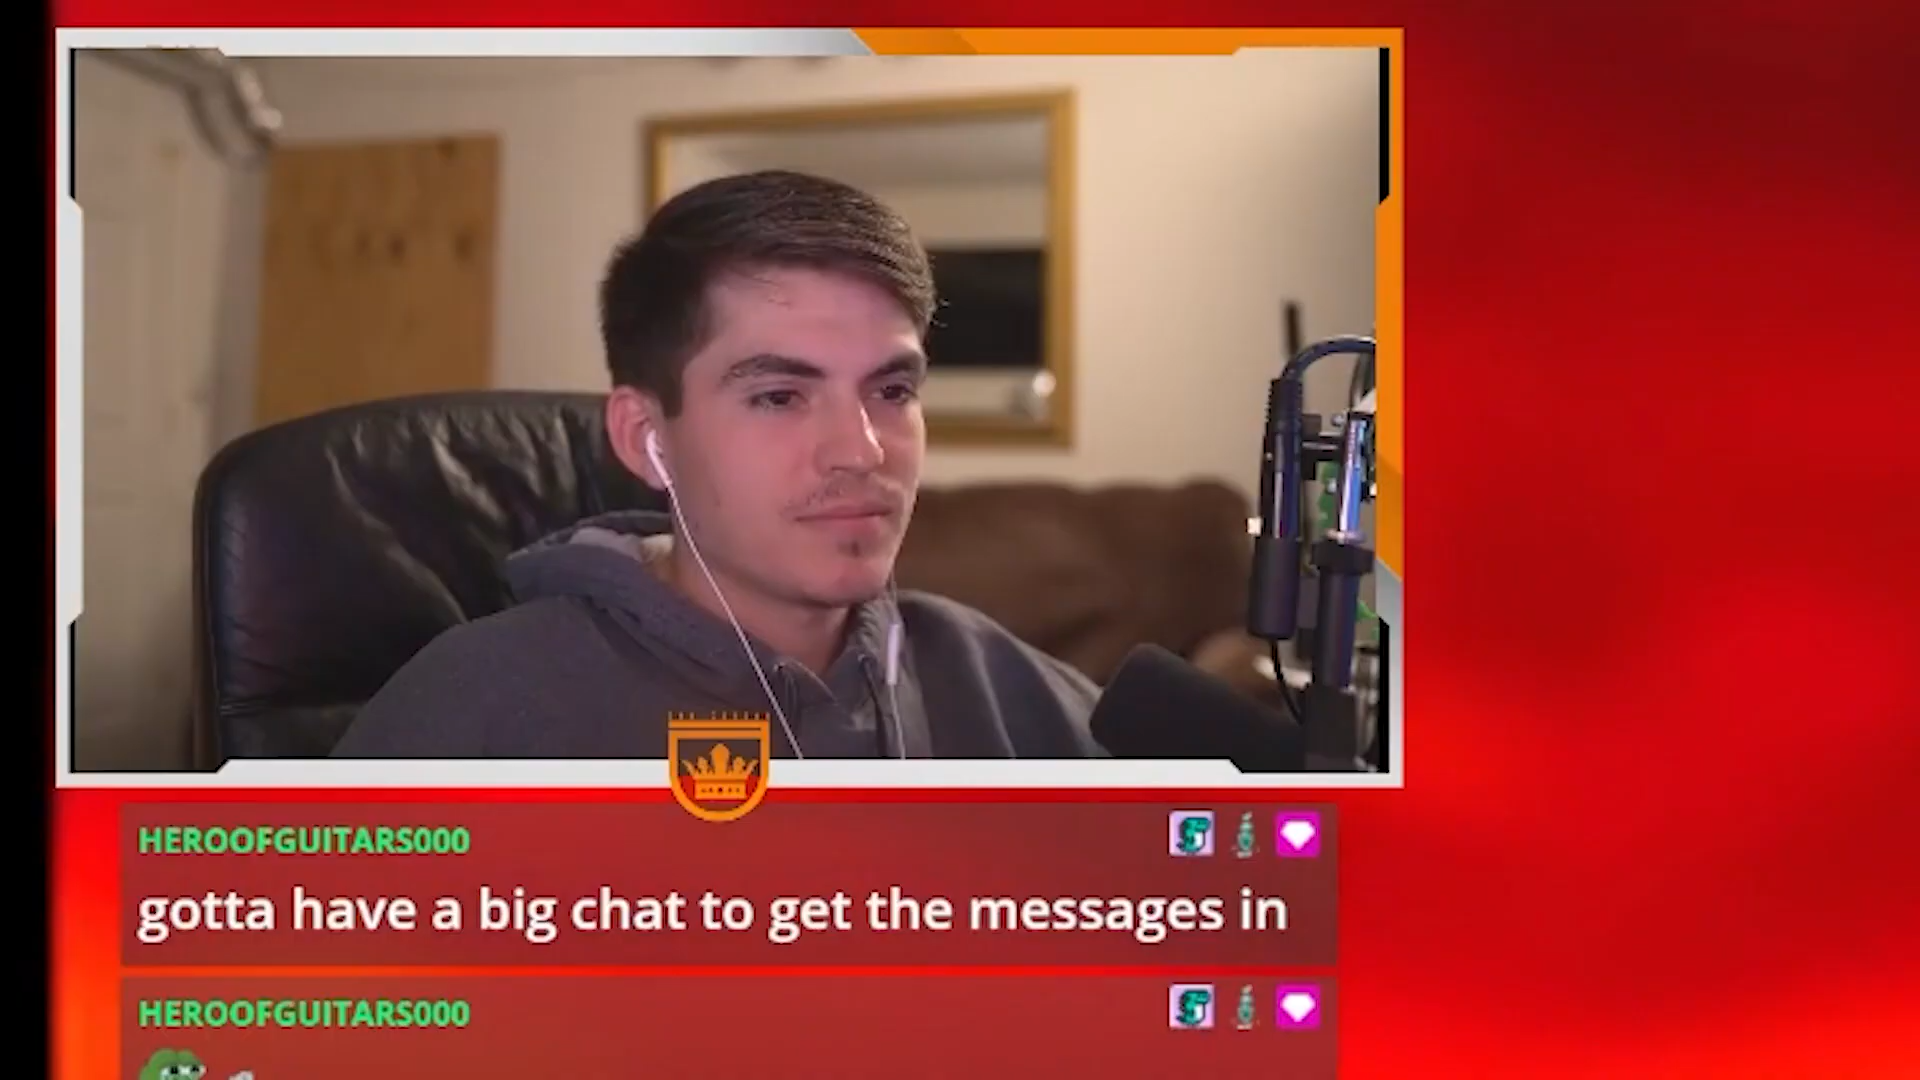 HEROOFGUITARS000
gotta have a big chat to get the messages in
HEROOFGUITARS000